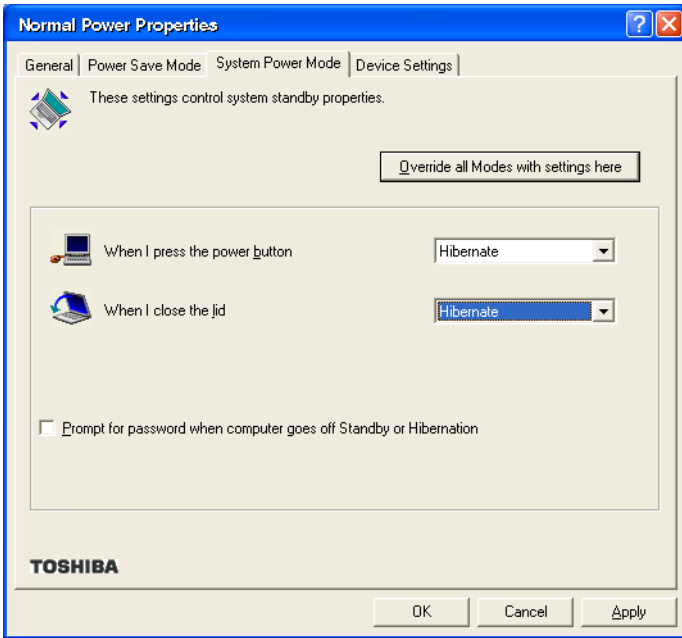 Normal Power Properties
General Power Save Mode System Power Mode Device Settings
These settings control system standby properties.
Override all Modes with settings here
When I press the power button Hibernate
When I close the lid Hibernate
Prompt for password when computer goes off Standby or Hibernation
TOSHIBA
OK Cancel Apply